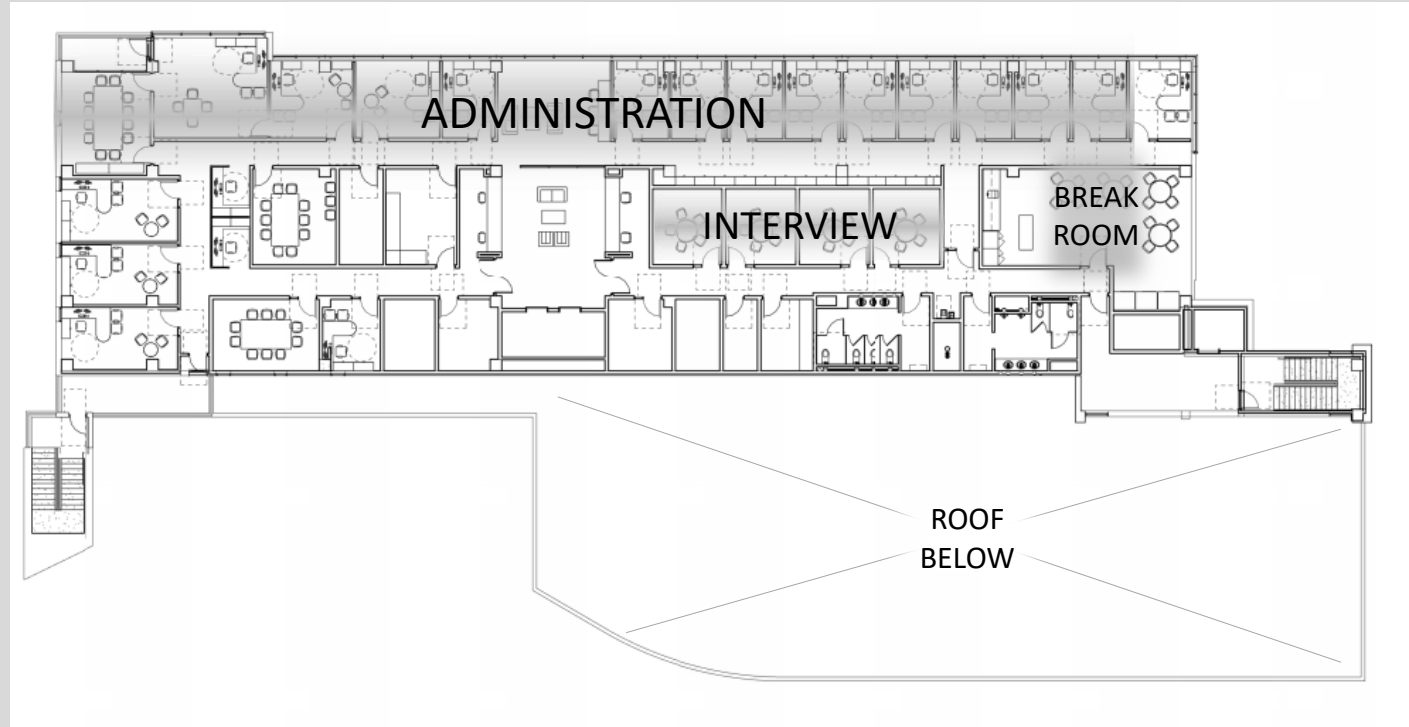 ADMINISTRATION
INTERVIEW
BREAK
ROOM
ROOF
BELOW